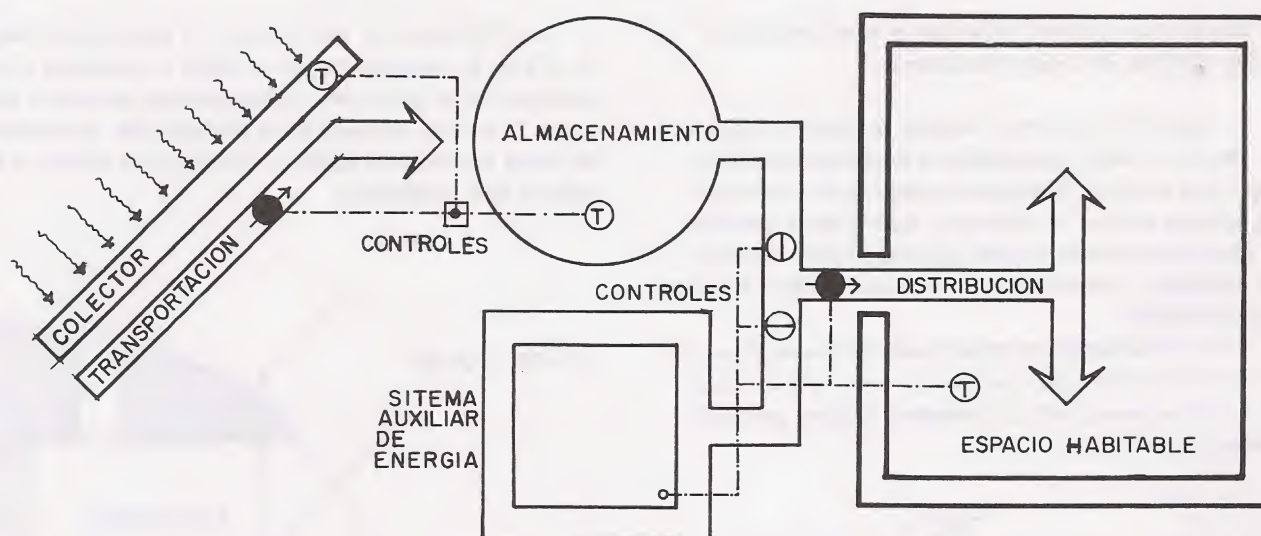 COLECTOR
TRANSPORTACION
T
CONTROLES
ALMACENAMIENTO
T
CONTROLES
DISTRIBUCION
SITEMA
AUXILIAR
DE
ENERGIA
T
ESPACIO HABITABLE